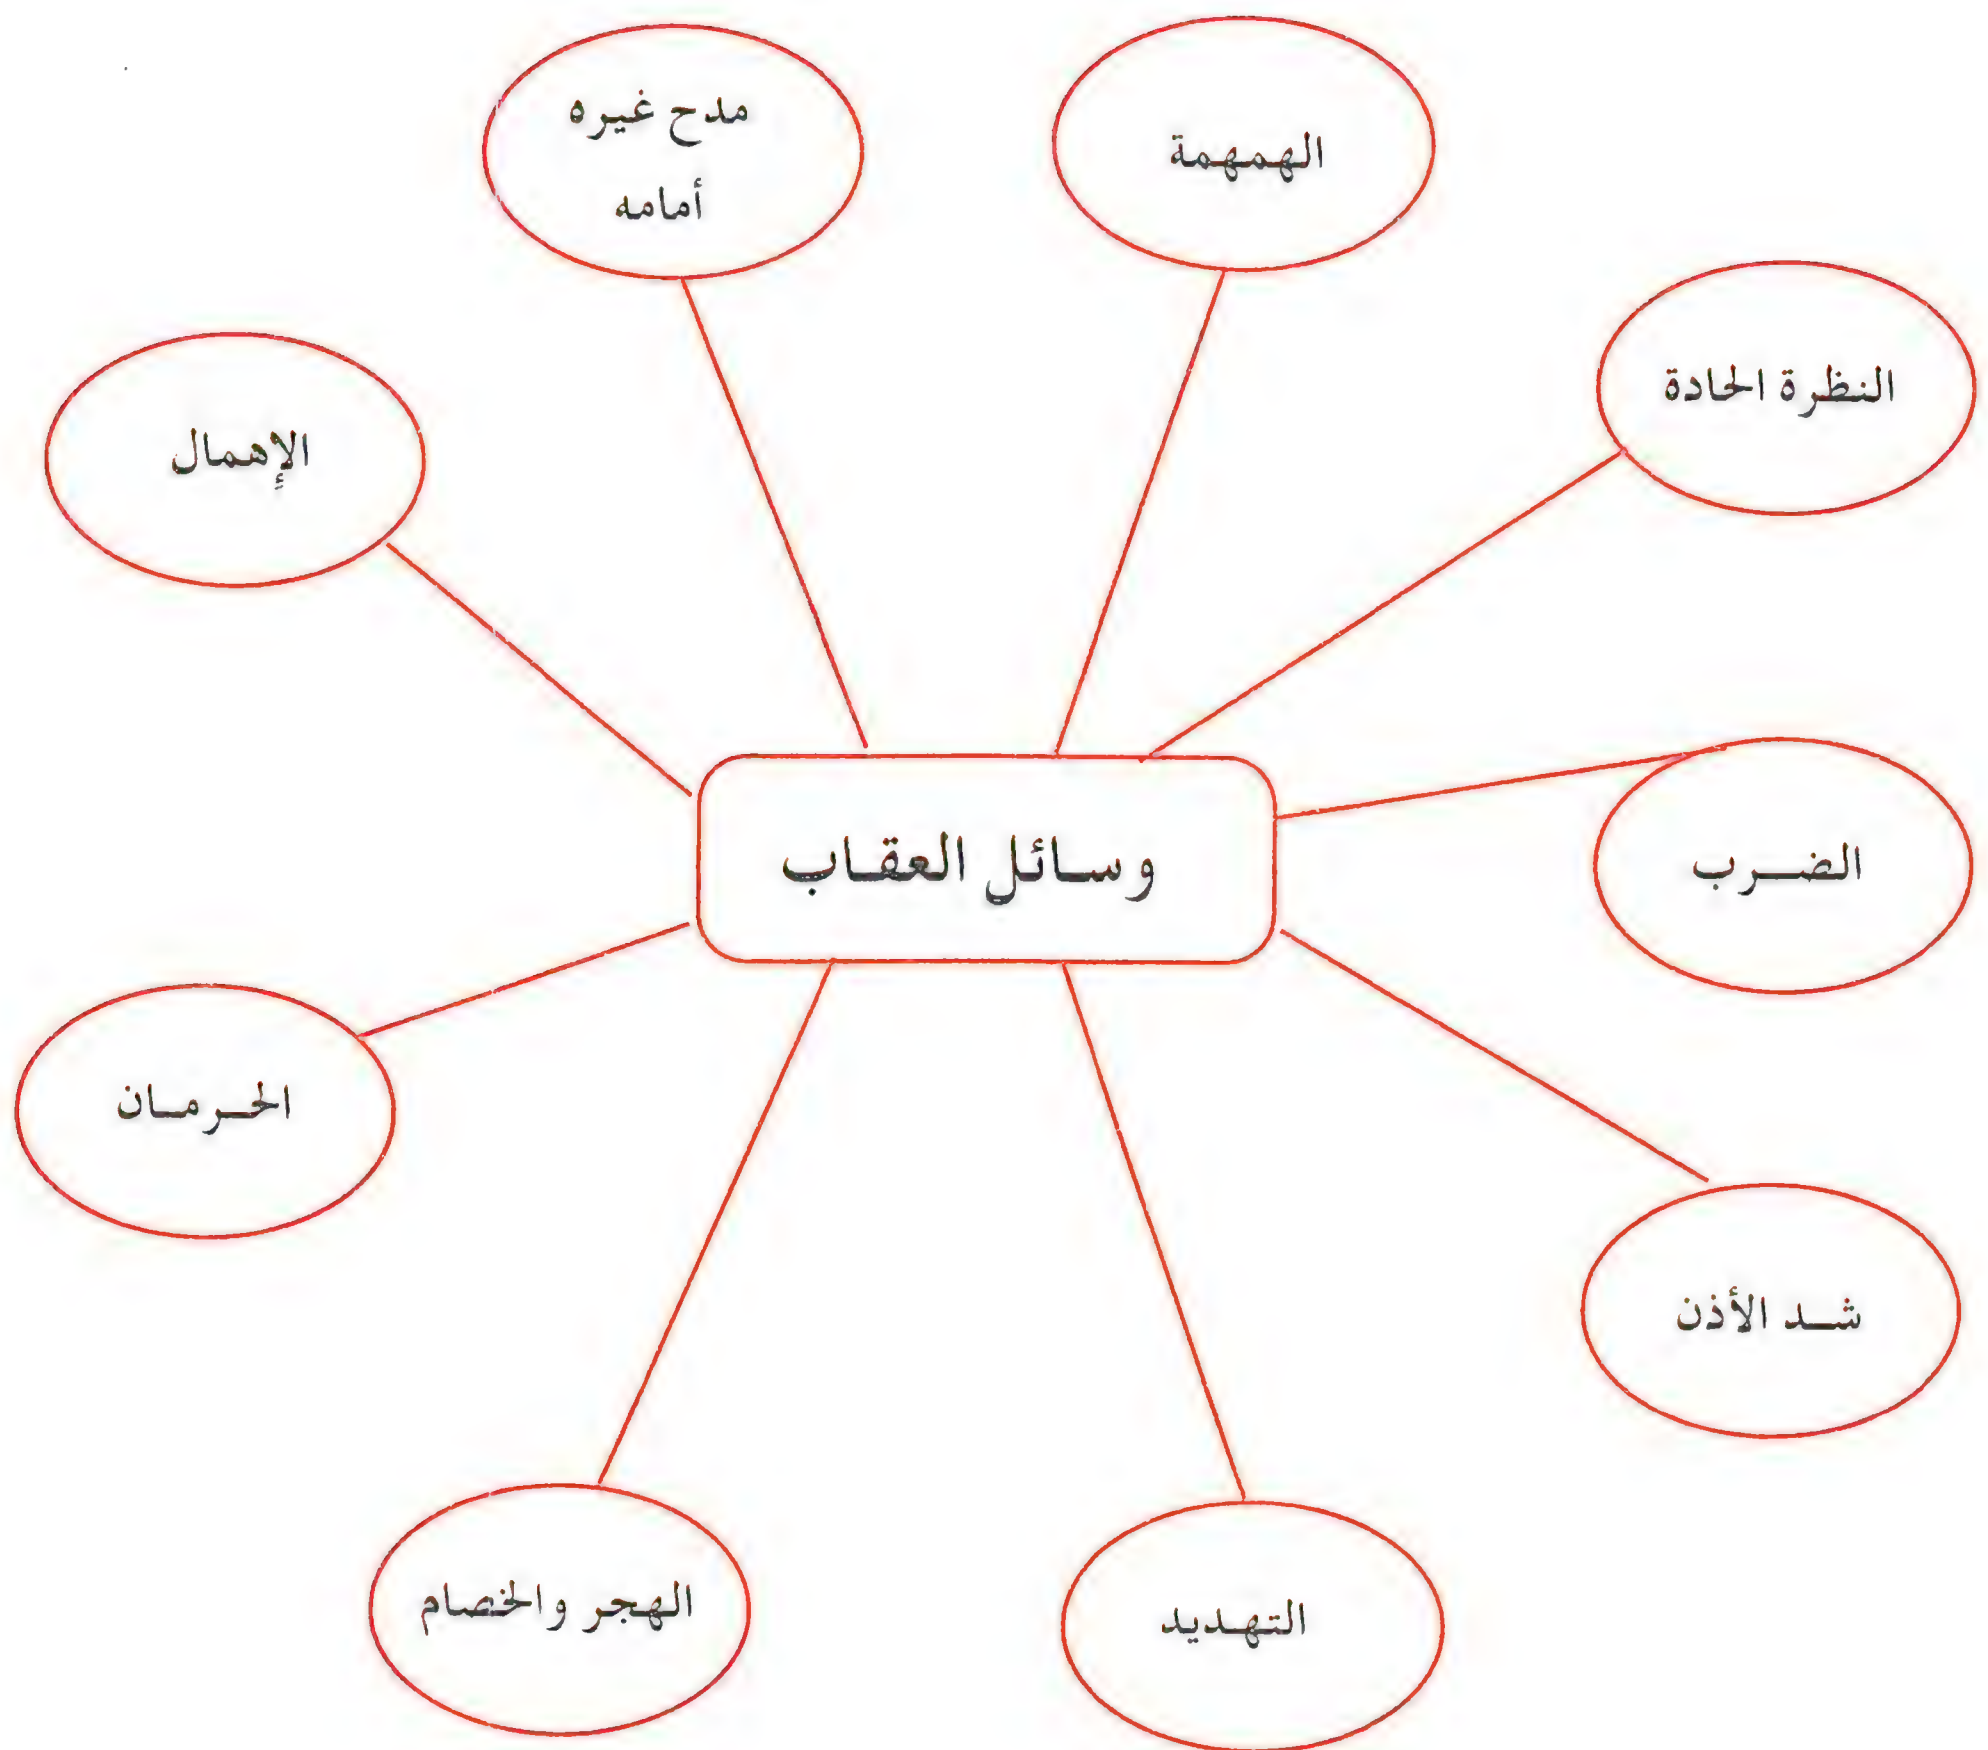 الهمهمة
مدح غيره
أمامه
النظرة الحادة
الإهمال
الضرب
وسائل العقاب
الحرمان
شد الأذن
الهجر والخصام
التهديد